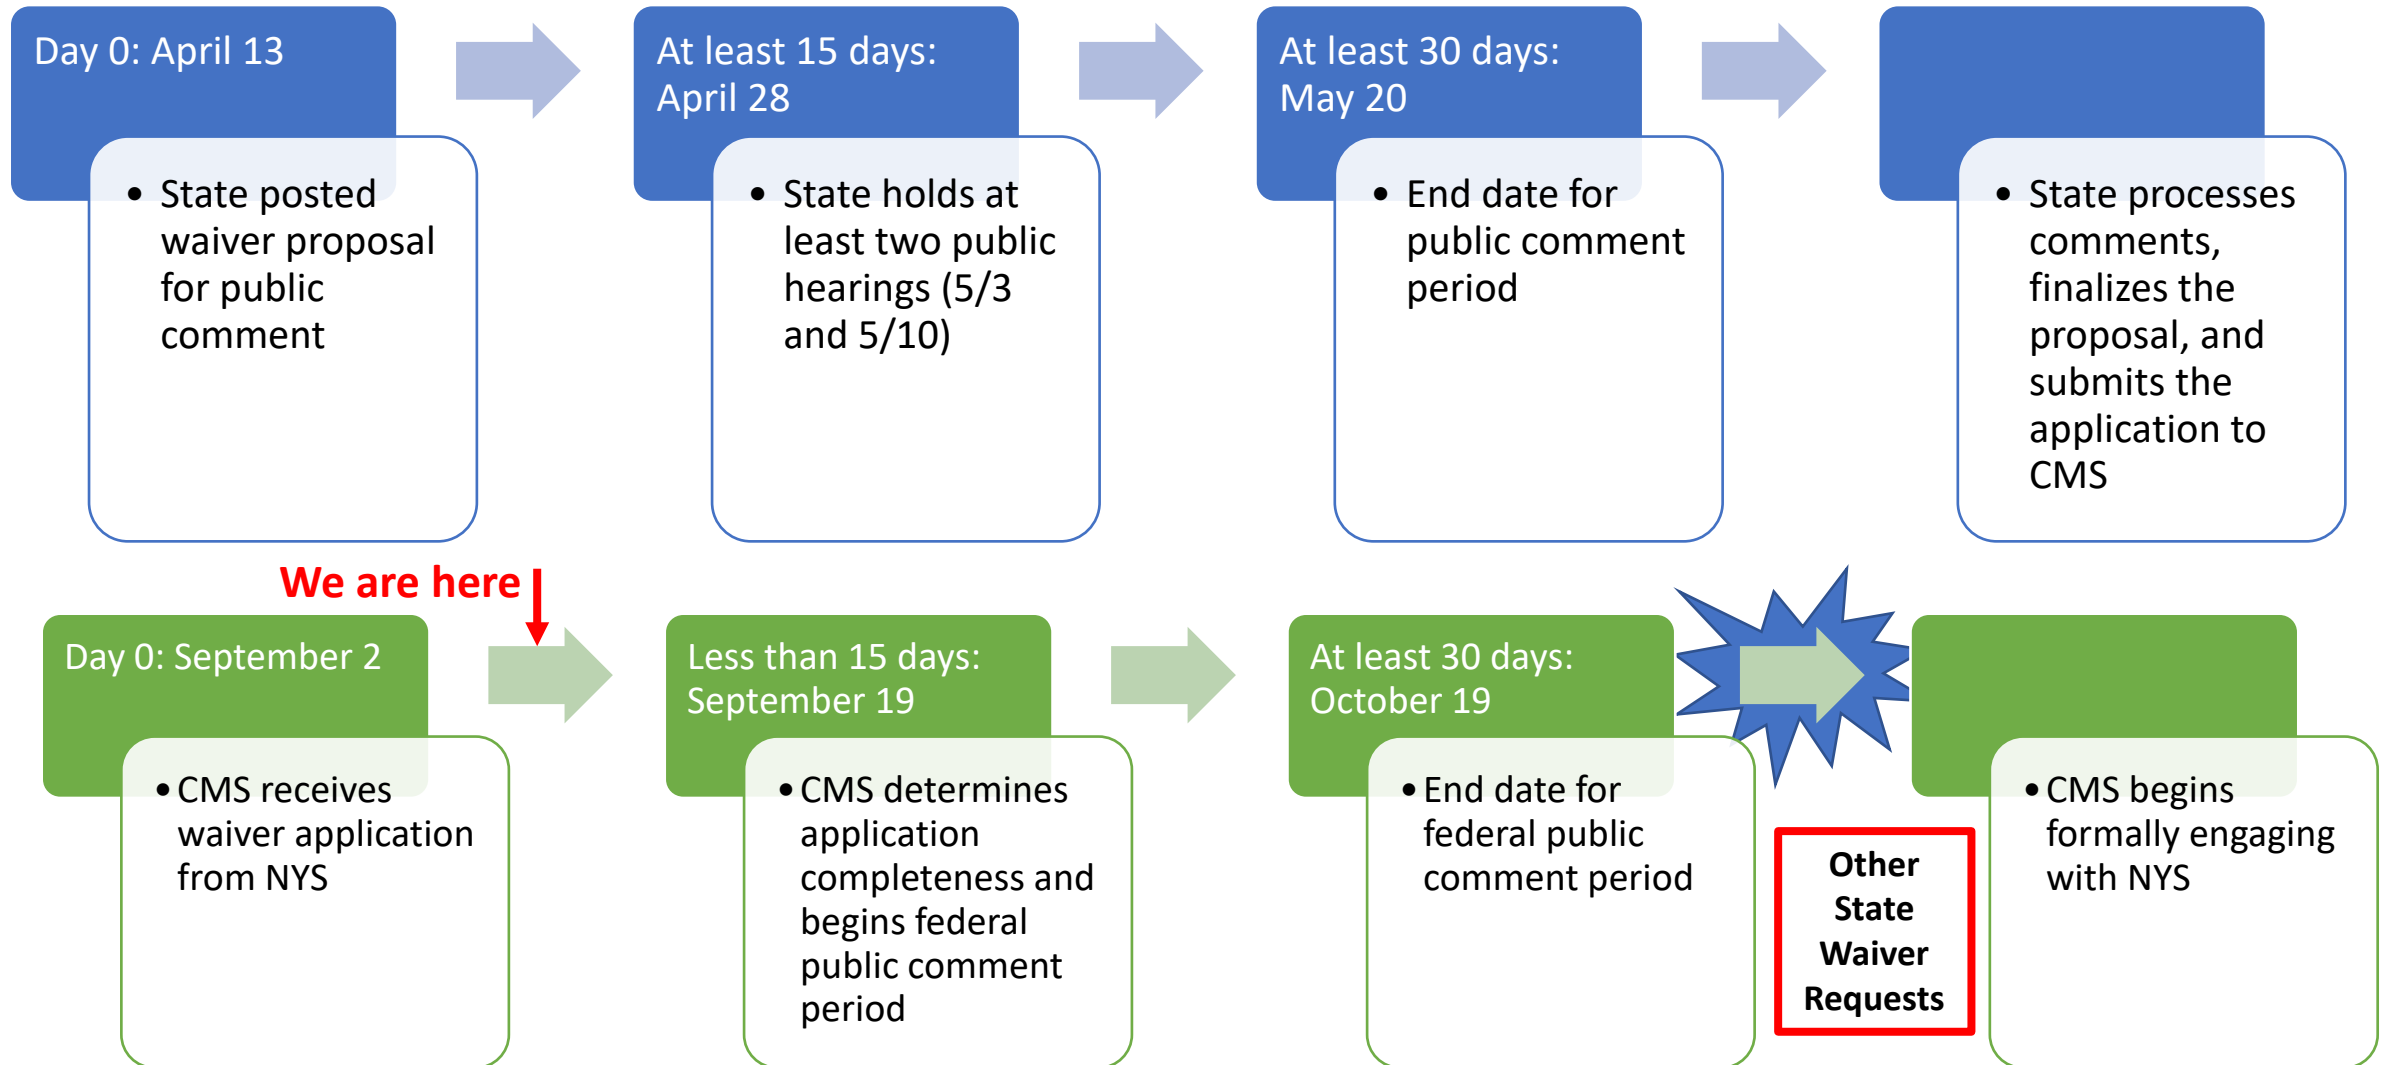 Day 0: April 13
• State posted
waiver proposal
for public
comment
At least 15 days:
April 28
• State holds at
least two public
hearings (5/3
and 5/10)
At least 30 days:
May 20
• End date for
public comment
period
• State processes
comments,
finalizes the
proposal, and
submits the
application to
CMS
We are here
Day 0: September 2
• CMS receives
waiver application
from NYS
Less than 15 days:
September 19
• CMS determines
application
completeness and
begins federal
public comment
period
At least 30 days:
October 19
• End date for
federal public
comment period
Other
State
Waiver
Requests
• CMS begins
formally engaging
with NYS